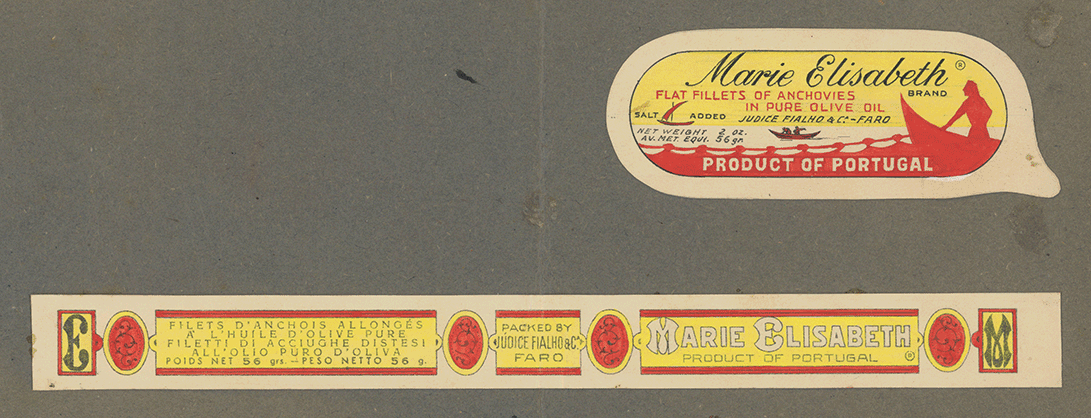 Marie Elisabeth ®
BRAND
FLAT FILLETS OF ANCHOVIES
IN PURE OLIVE OIL
SALT ADDED
JUDICE FIALHO & Cª - FARO
NET WEIGHT 2 OZ.
AV. MET. EQUI. 56 gr.
PRODUCT OF PORTUGAL
E
FILETS D'ANCHOIS ALLONGÉS
A' L'HUILE D'OLIVE PURE
FILETTI DI ACCIUGHE DISTESI
ALL'OLIO PURO D'OLIVA
POIDS NET 56 grs. — PESO NETTO 56 g.
PACKED BY
JUDICE FIALHO & Cª
FARO
MARIE ELISABETH
PRODUCT OF PORTUGAL ®
M